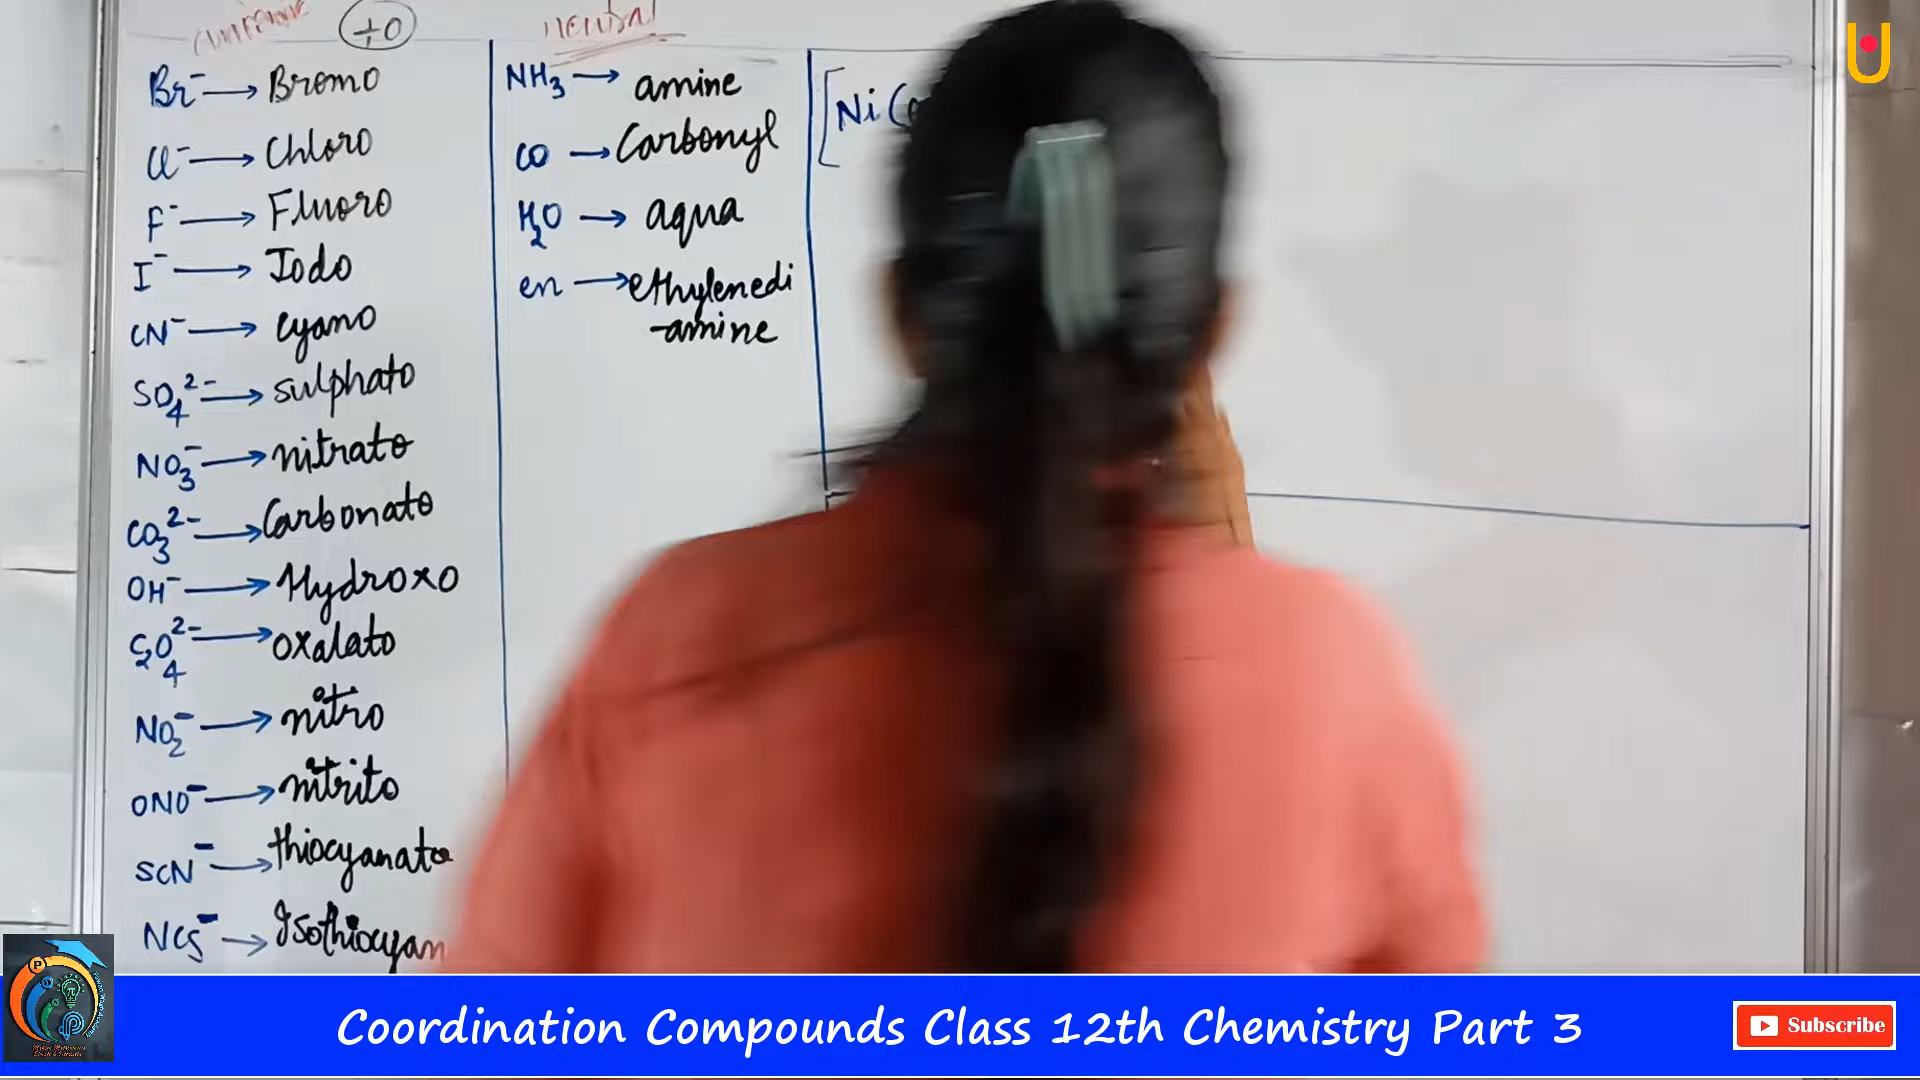 +o
neutral
Br⁻ → Bromo
Cl⁻ → Chloro
F⁻ → Fluoro
I⁻ → Iodo
CN⁻ → cyano
SO₄²⁻ → sulphato
NO₃⁻ → nitrato
CO₃²⁻ → Carbonato
OH⁻ → Hydroxo
C₂O₄²⁻ → oxalato
NO₂⁻ → nitro
ONO⁻ → nitrito
SCN⁻ → thiocyanato
NCS⁻ → Isothiocyan
NH₃ → amine
CO → Carbonyl
H₂O → aqua
en → ethylenedi
-amine
[Ni(
Coordination Compounds Class 12th Chemistry Part 3
Subscribe